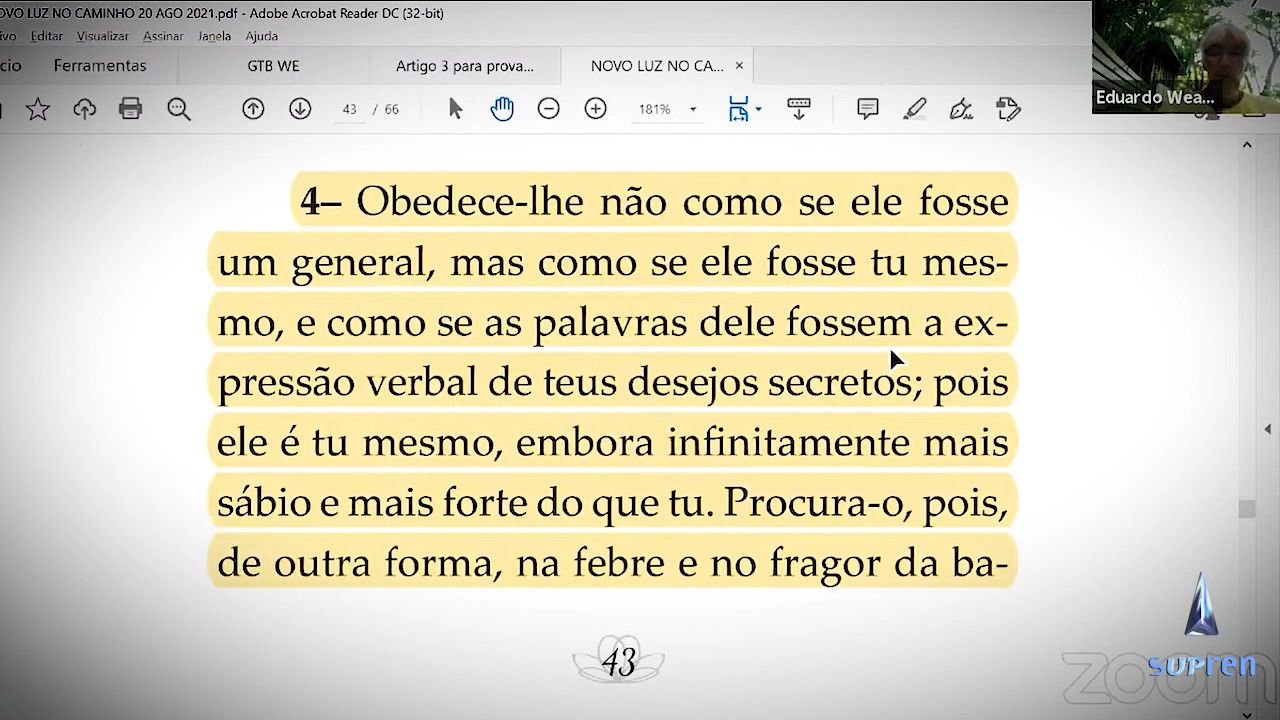 OVO LUZ NO CAMINHO 20 AGO 2021.pdf - Adobe Acrobat Reader DC (32-bit)
ivo Editar Visualizar Assinar Janela Ajuda
cio Ferramentas GTB WE Artigo 3 para prova... NOVO LUZ NO CA... ×
43 / 66 181%
Eduardo Wea...
4– Obedece-lhe não como se ele fosse
um general, mas como se ele fosse tu mes-
mo, e como se as palavras dele fossem a ex-
pressão verbal de teus desejos secretos; pois
ele é tu mesmo, embora infinitamente mais
sábio e mais forte do que tu. Procura-o, pois,
de outra forma, na febre e no fragor da ba-
43
supren
zoom